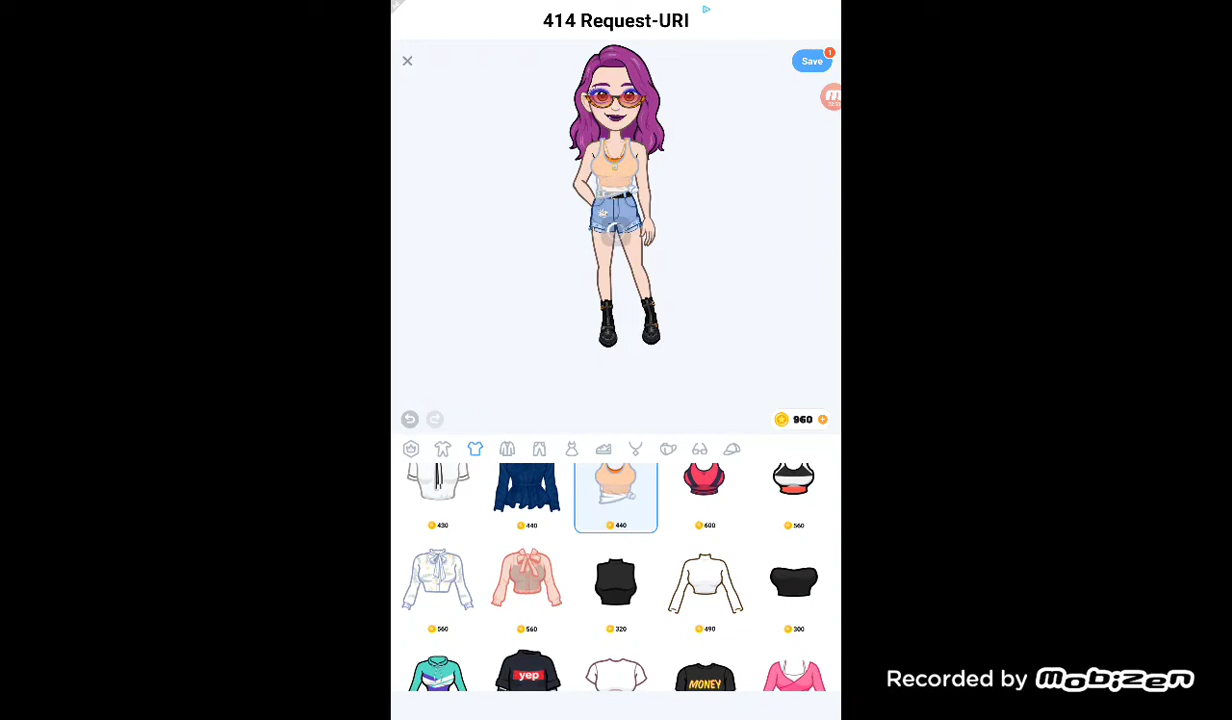 414 Request-URI
Save
1
960
430
440
440
600
560
560
560
320
490
300
yep
MONEY
Recorded by mobizen